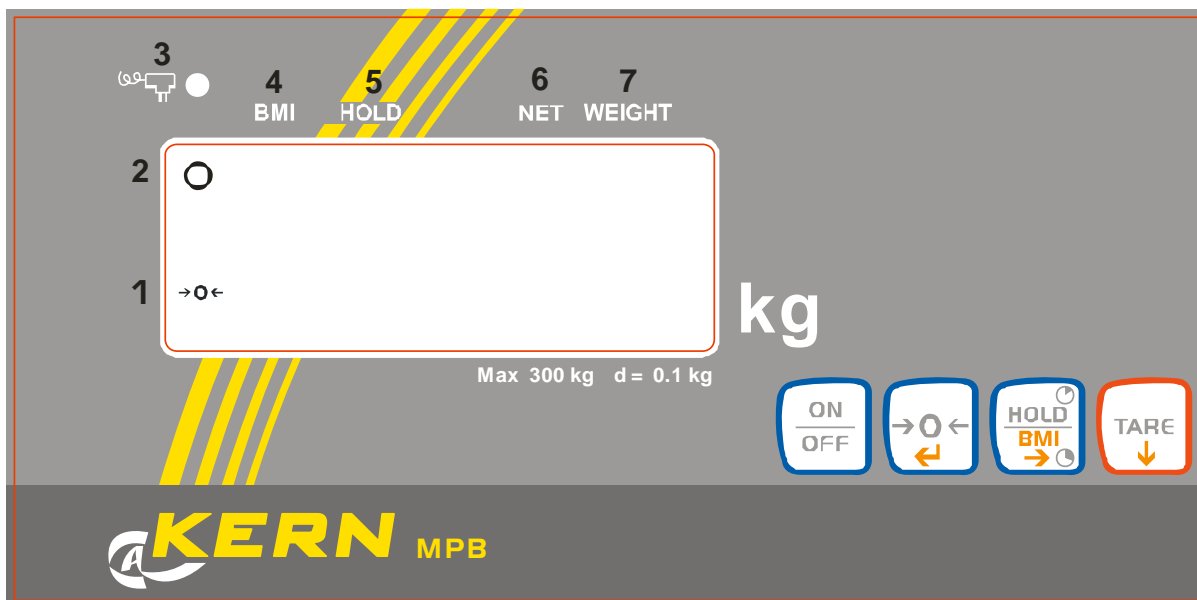 3
4 5 6 7
BMI HOLD NET WEIGHT
2
1 →0←
kg
Max 300 kg d = 0.1 kg
ON
OFF
→0←
HOLD
BMI
TARE
KERN MPB